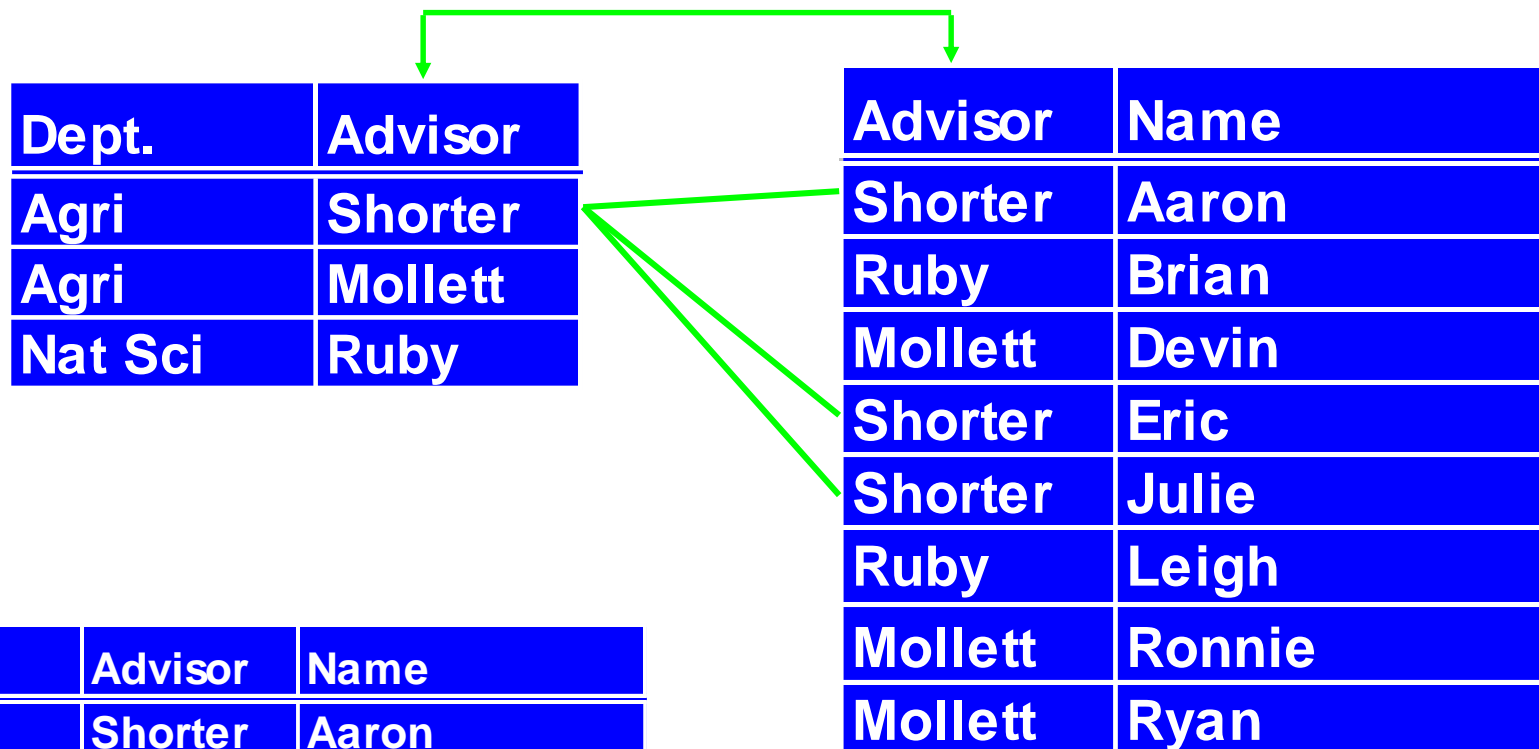 Dept. Advisor
Agri Shorter
Agri Mollett
Nat Sci Ruby
Advisor Name
Shorter Aaron
Ruby Brian
Mollett Devin
Shorter Eric
Shorter Julie
Ruby Leigh
Mollett Ronnie
Mollett Ryan
Advisor Name
Shorter Aaron